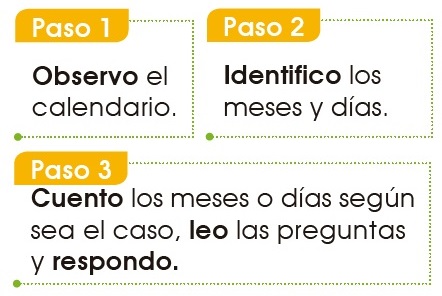 Paso 1
Observo el
calendario.
Paso 2
Identifico los
meses y días.
Paso 3
Cuento los meses o días según
sea el caso, leo las preguntas
y respondo.